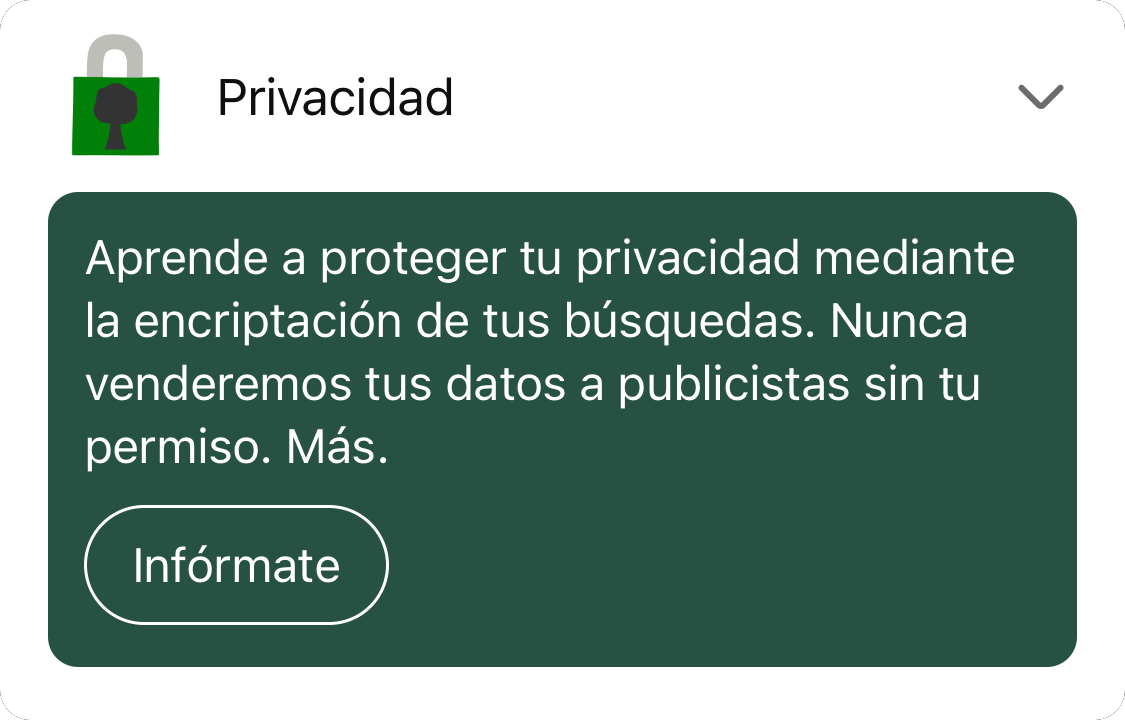 Privacidad
Aprende a proteger tu privacidad mediante
la encriptación de tus búsquedas. Nunca
venderemos tus datos a publicistas sin tu
permiso. Más.
Infórmate